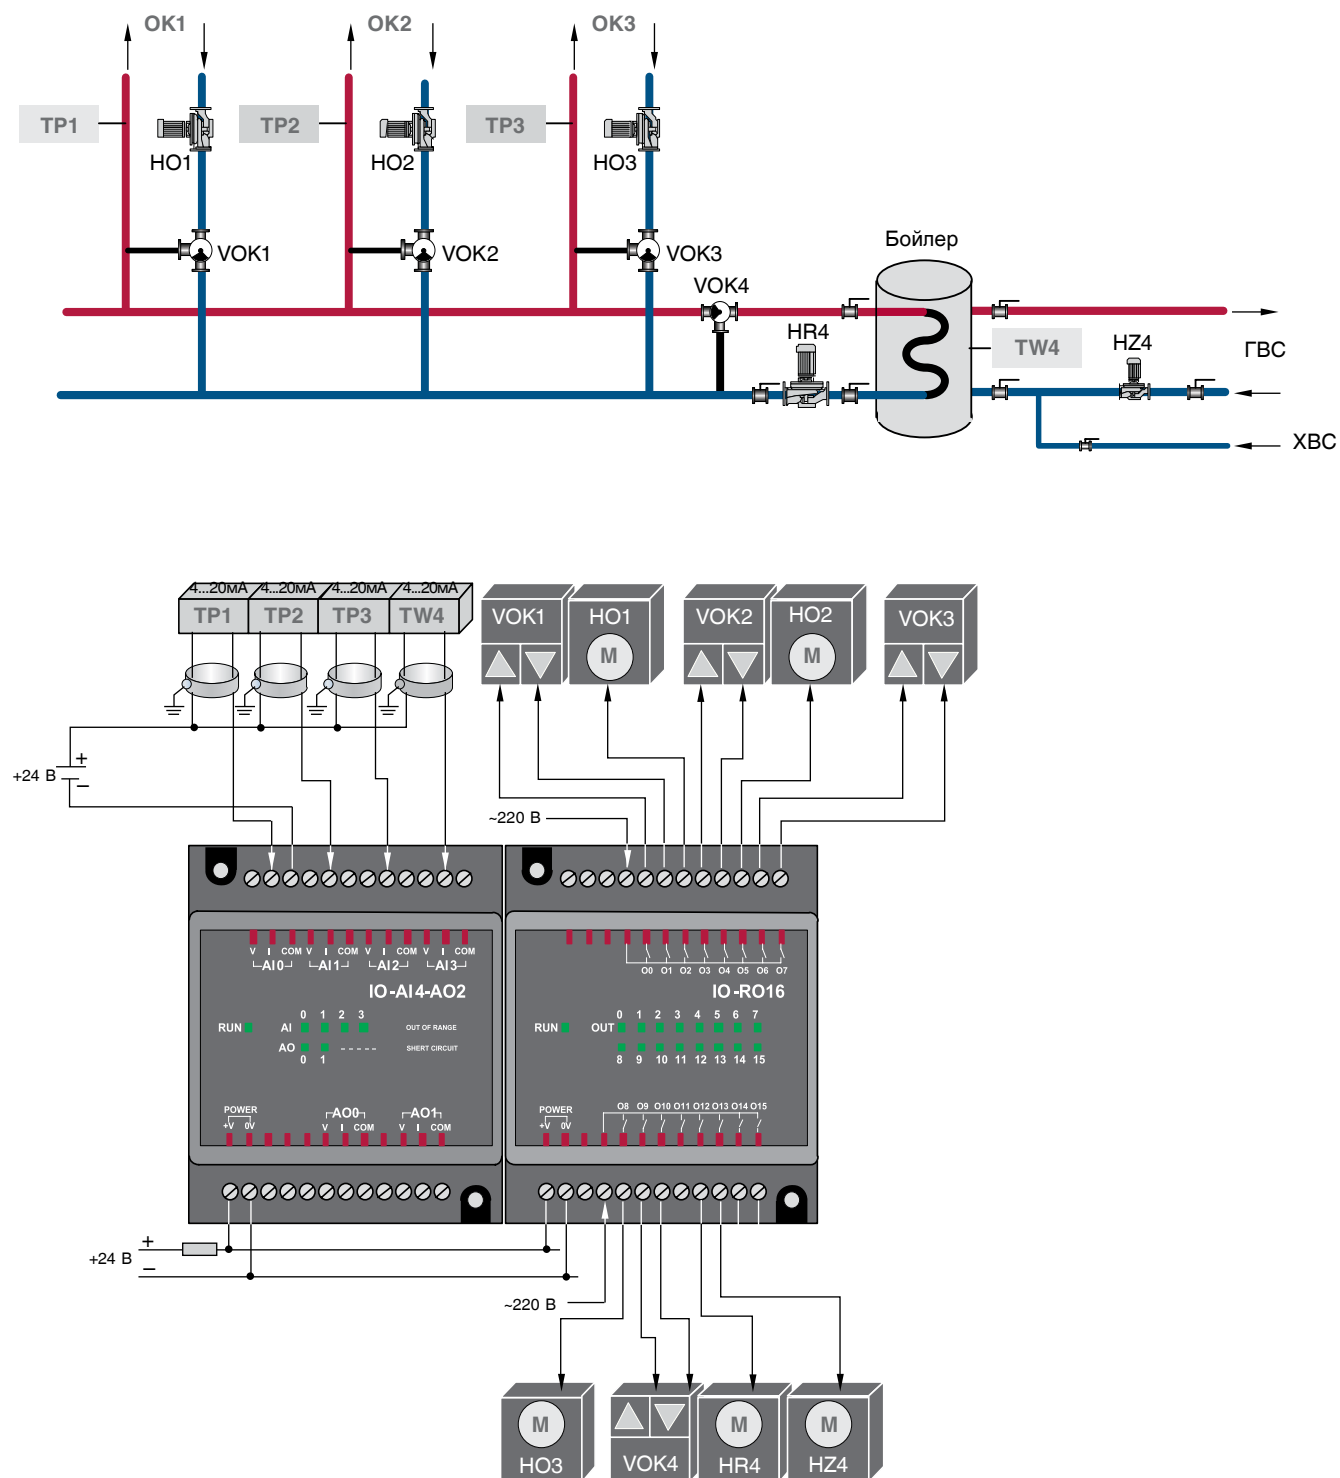 OK1 OK2 OK3
TP1 TP2 TP3
HO1 HO2 HO3
VOK1 VOK2 VOK3
Бойлер
VOK4
HR4 TW4 HZ4
ГВС
ХВС
4...20мА 4...20мА 4...20мА 4...20мА
TP1 TP2 TP3 TW4
VOK1 HO1 VOK2 HO2 VOK3
M M
+
+24 В
−
~220 В
V I COM V I COM V I COM V I COM
AI0 AI1 AI2 AI3
IO-AI4-AO2
0 1 2 3
RUN AI OUT OF RANGE
AO ----- SHERT CIRCUIT
0 1
POWER
+V 0V
AO0 AO1
V I COM V I COM
O0 O1 O2 O3 O4 O5 O6 O7
IO-RO16
0 1 2 3 4 5 6 7
RUN OUT
8 9 10 11 12 13 14 15
POWER
+V 0V
O8 O9 O10 O11 O12 O13 O14 O15
+
+24 В
−
~220 В
M M M
HO3 VOK4 HR4 HZ4